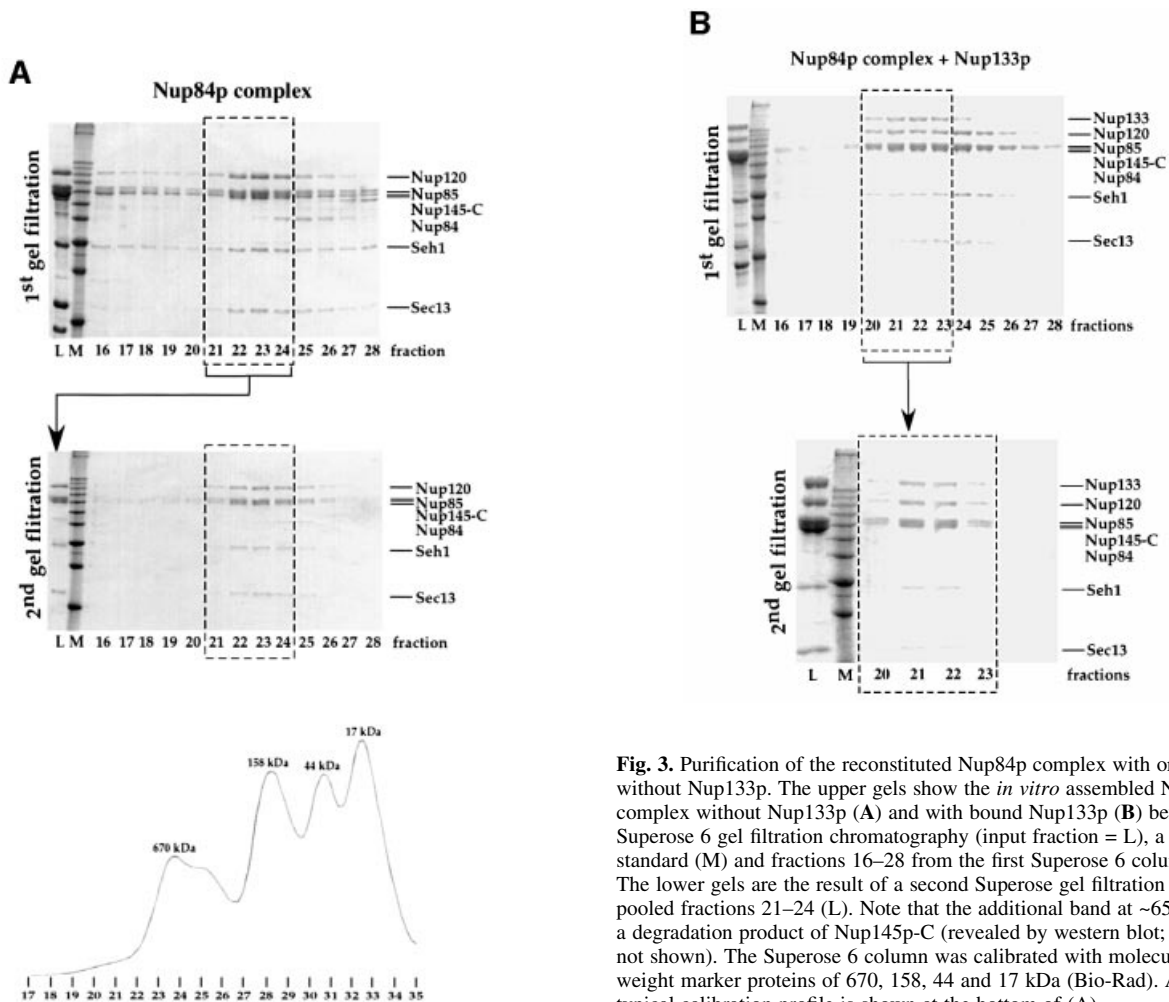 A
Nup84p complex
1st gel filtration
Nup120
Nup85
Nup145-C
Nup84
Seh1
Sec13
L M 16 17 18 19 20 21 22 23 24 25 26 27 28 fraction
2nd gel flitration
Nup120
Nup85
Nup145-C
Nup84
Seh1
Sec13
L M 16 17 18 19 20 21 22 23 24 25 26 27 28 fraction
670 kDa
158 kDa
44 kDa
17 kDa
17 18 19 20 21 22 23 24 25 26 27 28 29 30 31 32 33 34 35
B
Nup84p complex + Nup133p
1st gel filtration
Nup133
Nup120
Nup85
Nup145-C
Nup84
Seh1
Sec13
L M 16 17 18 19 20 21 22 23 24 25 26 27 28 fractions
2nd gel filtration
Nup133
Nup120
Nup85
Nup145-C
Nup84
Seh1
Sec13
L M 20 21 22 23 fractions
Fig. 3. Purification of the reconstituted Nup84p complex with or
without Nup133p. The upper gels show the in vitro assembled N
complex without Nup133p (A) and with bound Nup133p (B) be
Superose 6 gel filtration chromatography (input fraction = L), a
standard (M) and fractions 16–28 from the first Superose 6 colum
The lower gels are the result of a second Superose gel filtration
pooled fractions 21–24 (L). Note that the additional band at ~65
a degradation product of Nup145p-C (revealed by western blot;
not shown). The Superose 6 column was calibrated with molecu
weight marker proteins of 670, 158, 44 and 17 kDa (Bio-Rad). A
typical calibration profile is shown at the bottom of (A).